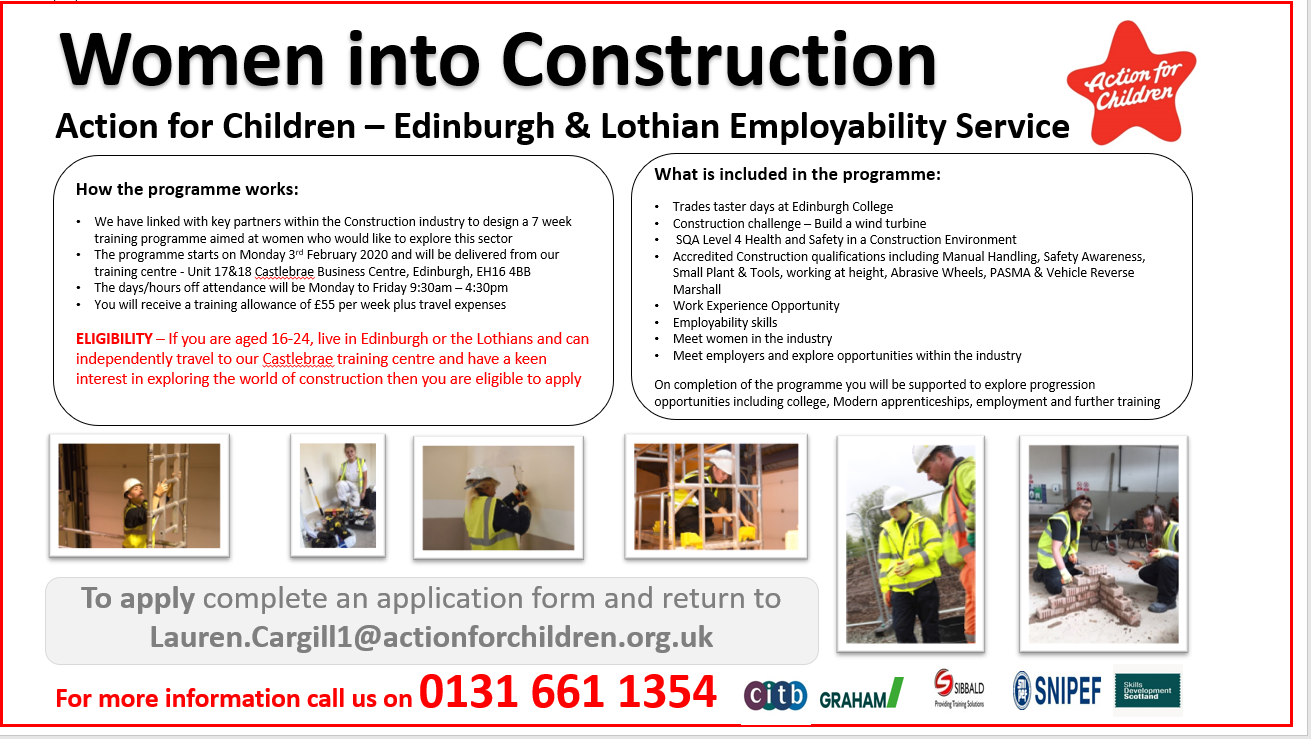 Women into Construction
Action for Children
Action for Children – Edinburgh & Lothian Employability Service
How the programme works:
• We have linked with key partners within the Construction industry to design a 7 week
training programme aimed at women who would like to explore this sector
• The programme starts on Monday 3rd February 2020 and will be delivered from our
training centre - Unit 17&18 Castlebrae Business Centre, Edinburgh, EH16 4BB
• The days/hours off attendance will be Monday to Friday 9:30am – 4:30pm
• You will receive a training allowance of £55 per week plus travel expenses
ELIGIBILITY – If you are aged 16-24, live in Edinburgh or the Lothians and can
independently travel to our Castlebrae training centre and have a keen
interest in exploring the world of construction then you are eligible to apply
What is included in the programme:
• Trades taster days at Edinburgh College
• Construction challenge – Build a wind turbine
• SQA Level 4 Health and Safety in a Construction Environment
• Accredited Construction qualifications including Manual Handling, Safety Awareness,
Small Plant & Tools, working at height, Abrasive Wheels, PASMA & Vehicle Reverse
Marshall
• Work Experience Opportunity
• Employability skills
• Meet women in the industry
• Meet employers and explore opportunities within the industry
On completion of the programme you will be supported to explore progression
opportunities including college, Modern apprenticeships, employment and further training
To apply complete an application form and return to
Lauren.Cargill1@actionforchildren.org.uk
For more information call us on 0131 661 1354
citb
GRAHAM
SIBBALD
Providing Training Solutions
SNIPEF
Skills
Development
Scotland